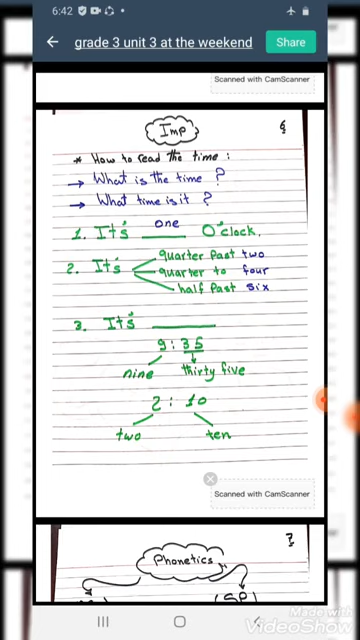 6:42
grade 3 unit 3 at the weekend
Share
Scanned with CamScanner
Imp
* How to read the time :
→ What is the time ?
→ What time is it ?
1. It's one O'clock.
2. It's quarter past two
quarter to four
half past six
3. It's ______
9 : 35
nine thirty five
2 : 10
two ten
Scanned with CamScanner
Phonetics
(SP)
Made with
VideoShow